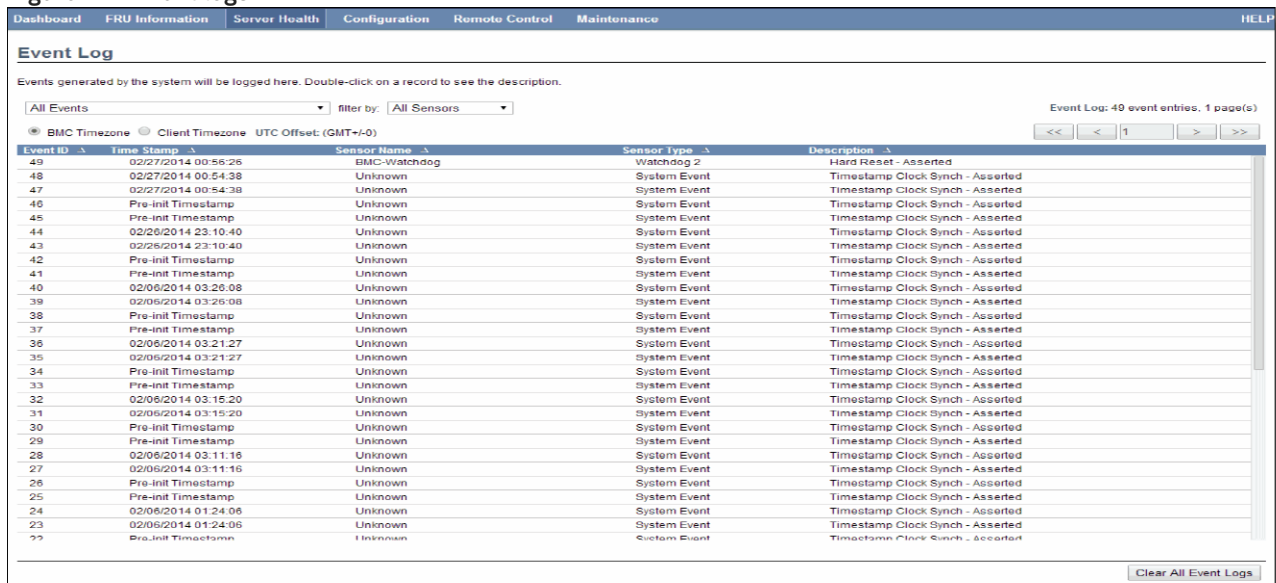 Dashboard FRU Information Server Health Configuration Remote Control Maintenance HELP
Event Log
Events generated by the system will be logged here. Double-click on a record to see the description.
All Events filter by: All Sensors Event Log: 49 event entries, 1 page(s)
BMC Timezone Client Timezone UTC Offset: (GMT+/-0) << < 1 > >>
Event ID Time Stamp Sensor Name Sensor Type Description
49 02/27/2014 00:56:26 BMC-Watchdog Watchdog 2 Hard Reset - Asserted
48 02/27/2014 00:54:38 Unknown System Event Timestamp Clock Synch - Asserted
47 02/27/2014 00:54:38 Unknown System Event Timestamp Clock Synch - Asserted
46 Pre-init Timestamp Unknown System Event Timestamp Clock Synch - Asserted
45 Pre-init Timestamp Unknown System Event Timestamp Clock Synch - Asserted
44 02/26/2014 23:10:40 Unknown System Event Timestamp Clock Synch - Asserted
43 02/26/2014 23:10:40 Unknown System Event Timestamp Clock Synch - Asserted
42 Pre-init Timestamp Unknown System Event Timestamp Clock Synch - Asserted
41 Pre-init Timestamp Unknown System Event Timestamp Clock Synch - Asserted
40 02/06/2014 03:26:08 Unknown System Event Timestamp Clock Synch - Asserted
39 02/06/2014 03:26:08 Unknown System Event Timestamp Clock Synch - Asserted
38 Pre-init Timestamp Unknown System Event Timestamp Clock Synch - Asserted
37 Pre-init Timestamp Unknown System Event Timestamp Clock Synch - Asserted
36 02/06/2014 03:21:27 Unknown System Event Timestamp Clock Synch - Asserted
35 02/06/2014 03:21:27 Unknown System Event Timestamp Clock Synch - Asserted
34 Pre-init Timestamp Unknown System Event Timestamp Clock Synch - Asserted
33 Pre-init Timestamp Unknown System Event Timestamp Clock Synch - Asserted
32 02/06/2014 03:15:20 Unknown System Event Timestamp Clock Synch - Asserted
31 02/06/2014 03:15:20 Unknown System Event Timestamp Clock Synch - Asserted
30 Pre-init Timestamp Unknown System Event Timestamp Clock Synch - Asserted
29 Pre-init Timestamp Unknown System Event Timestamp Clock Synch - Asserted
28 02/06/2014 03:11:16 Unknown System Event Timestamp Clock Synch - Asserted
27 02/06/2014 03:11:16 Unknown System Event Timestamp Clock Synch - Asserted
26 Pre-init Timestamp Unknown System Event Timestamp Clock Synch - Asserted
25 Pre-init Timestamp Unknown System Event Timestamp Clock Synch - Asserted
24 02/06/2014 01:24:06 Unknown System Event Timestamp Clock Synch - Asserted
23 02/06/2014 01:24:06 Unknown System Event Timestamp Clock Synch - Asserted
22 Pre-init Timestamp Unknown System Event Timestamp Clock Synch - Asserted
Clear All Event Logs